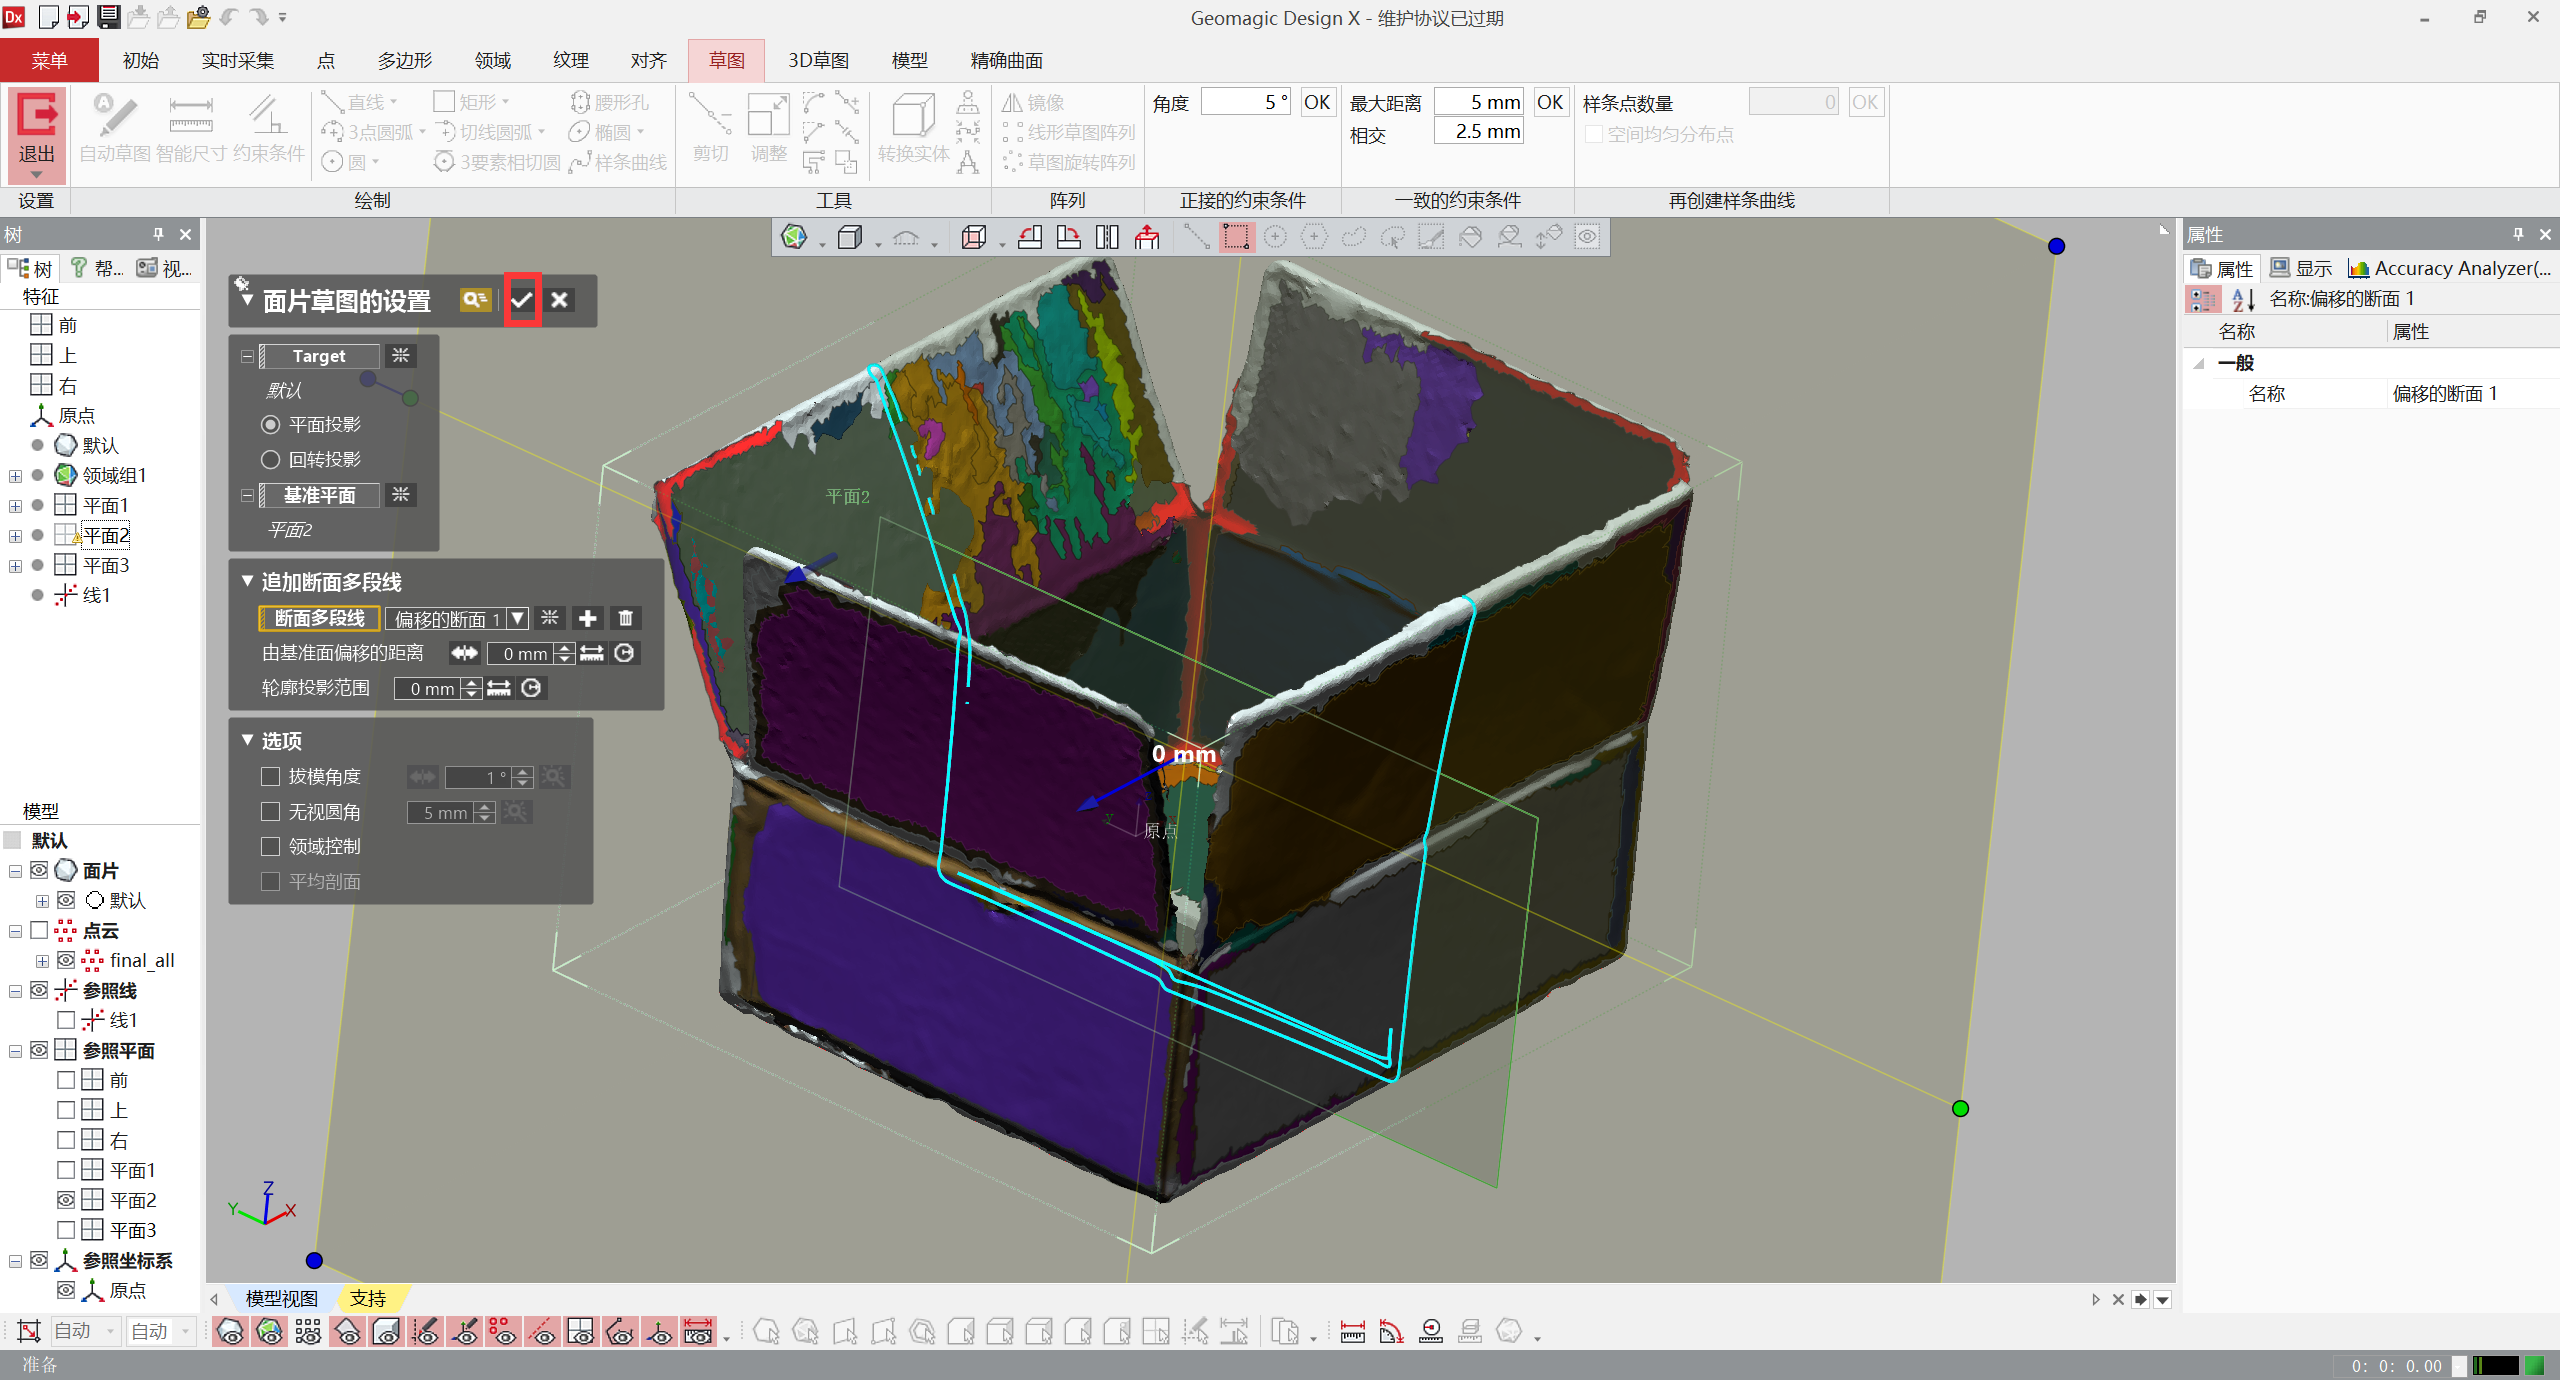 Dx
Geomagic Design X - 维护协议已过期
菜单 初始 实时采集 点 多边形 领域 纹理 对齐 草图 3D草图 模型 精确曲面
退出
自动草图 智能尺寸 约束条件
直线 矩形 腰形孔
3点圆弧 切线圆弧 椭圆
圆 3要素相切圆 样条曲线
剪切 调整 转换实体
镜像
线形草图阵列
草图旋转阵列
角度 5 ° OK
最大距离 5 mm OK
相交 2.5 mm
样条点数量 0 OK
空间均匀分布点
设置 绘制 工具 阵列 正接的约束条件 一致的约束条件 再创建样条曲线
树
树 帮... 视...
特征
前
上
右
原点
默认
领域组1
平面1
平面2
平面3
线1
模型
默认
面片
默认
点云
final_all
参照线
线1
参照平面
前
上
右
平面1
平面2
平面3
参照坐标系
原点
面片草图的设置
Target
默认
平面投影
回转投影
基准平面
平面2
追加断面多段线
断面多段线 偏移的断面 1
由基准面偏移的距离 0 mm
轮廓投影范围 0 mm
选项
拔模角度 1 °
无视圆角 5 mm
领域控制
平均剖面
平面2
0 mm
y
原点
Z
Y X
属性
属性 显示 Accuracy Analyzer(...
名称:偏移的断面 1
名称 属性
一般
名称 偏移的断面 1
模型视图 支持
自动 自动
准备
0: 0: 0.00